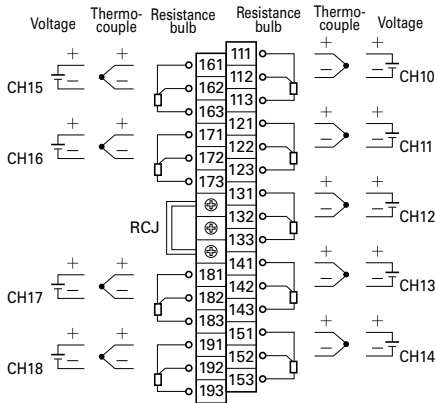 Voltage Thermo-couple Resistance bulb Resistance bulb Thermo-couple Voltage
111
161
112
162
113
163
CH15
CH10
121
171
122
172
123
173
CH16
CH11
131
132
133
RCJ
CH12
141
181
142
182
143
183
CH17
CH13
151
191
152
192
153
193
CH18
CH14